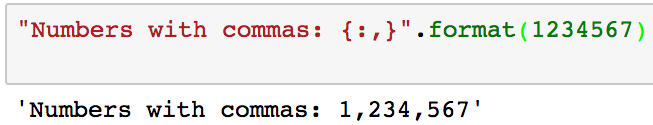 "Numbers with commas: {:,}".format(1234567)
'Numbers with commas: 1,234,567'